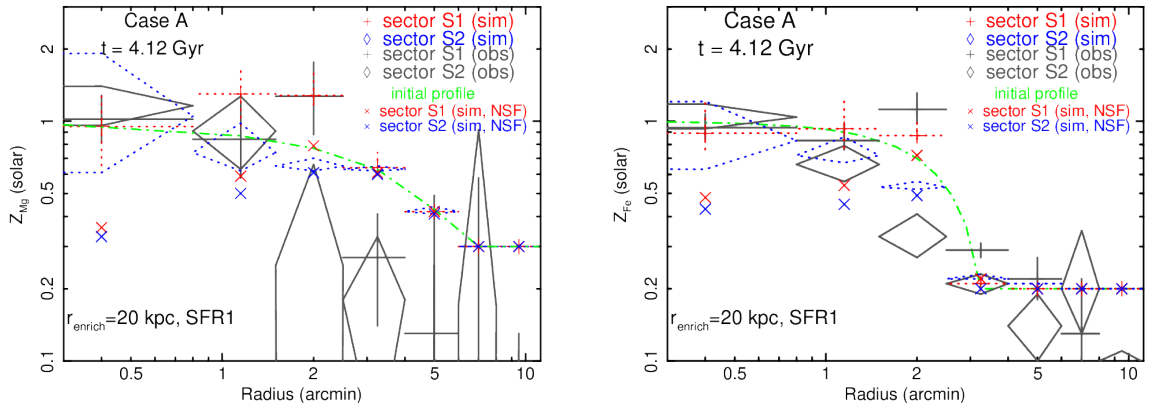 Case A
t = 4.12 Gyr
sector S1 (sim)
sector S2 (sim)
sector S1 (obs)
sector S2 (obs)
initial profile
sector S1 (sim, NSF)
sector S2 (sim, NSF)
r_enrich=20 kpc, SFR1
Z_Mg (solar)
2
1
0.5
0.2
0.1
0.5
1
2
5
10
Radius (arcmin)
Case A
t = 4.12 Gyr
sector S1 (sim)
sector S2 (sim)
sector S1 (obs)
sector S2 (obs)
initial profile
sector S1 (sim, NSF)
sector S2 (sim, NSF)
r_enrich=20 kpc, SFR1
Z_Fe (solar)
2
1
0.5
0.2
0.1
0.5
1
2
5
10
Radius (arcmin)